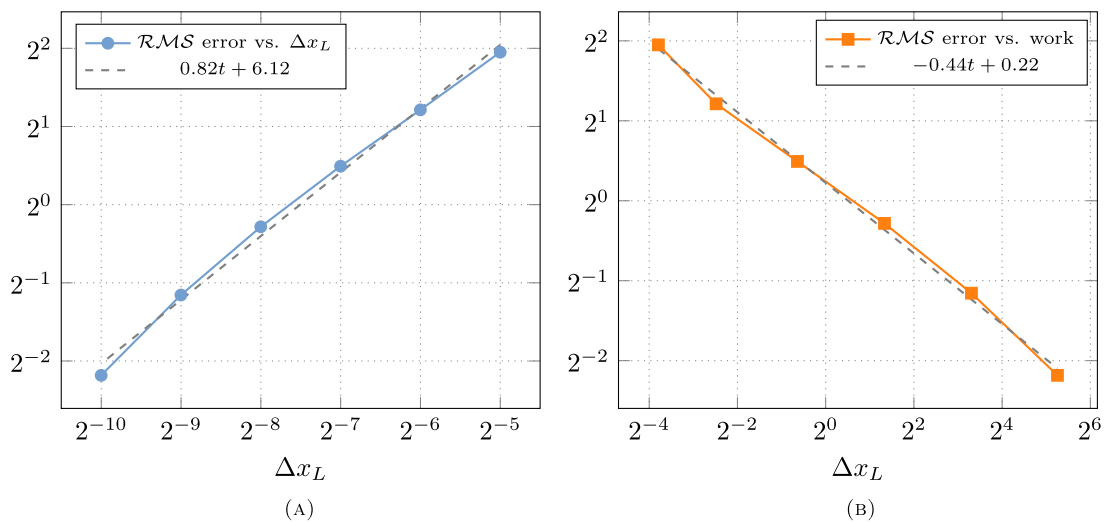 RMS error vs. Δx_L
0.82t + 6.12
2^2
2^1
2^0
2^−1
2^−2
2^−10 2^−9 2^−8 2^−7 2^−6 2^−5
Δx_L
(A)
RMS error vs. work
−0.44t + 0.22
2^2
2^1
2^0
2^−1
2^−2
2^−4 2^−2 2^0 2^2 2^4 2^6
Δx_L
(B)